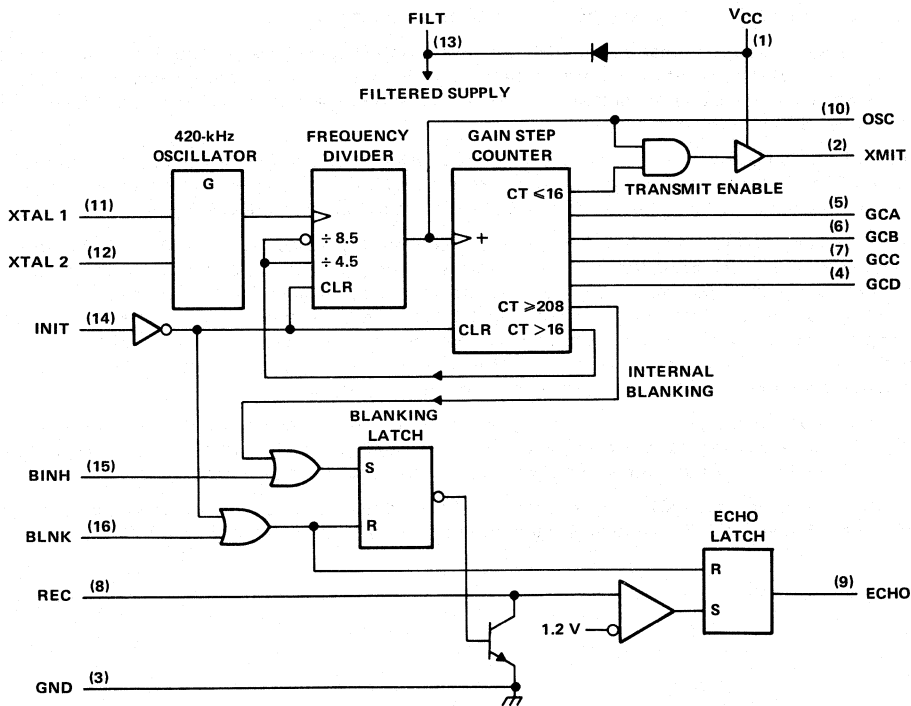 FILT
VCC
(13)
(1)
FILTERED SUPPLY
(10)
OSC
420-kHz
OSCILLATOR
FREQUENCY
DIVIDER
GAIN STEP
COUNTER
(2)
XMIT
G
TRANSMIT ENABLE
CT ≤16
XTAL 1
(11)
(5)
GCA
+
÷ 8.5
(6)
GCB
XTAL 2
(12)
÷ 4.5
(7)
GCC
CLR
(4)
GCD
CT ≥208
INIT
(14)
CLR
CT >16
INTERNAL
BLANKING
BLANKING
LATCH
BINH
(15)
S
BLNK
(16)
R
ECHO
LATCH
R
REC
(8)
(9)
ECHO
S
1.2 V
GND
(3)